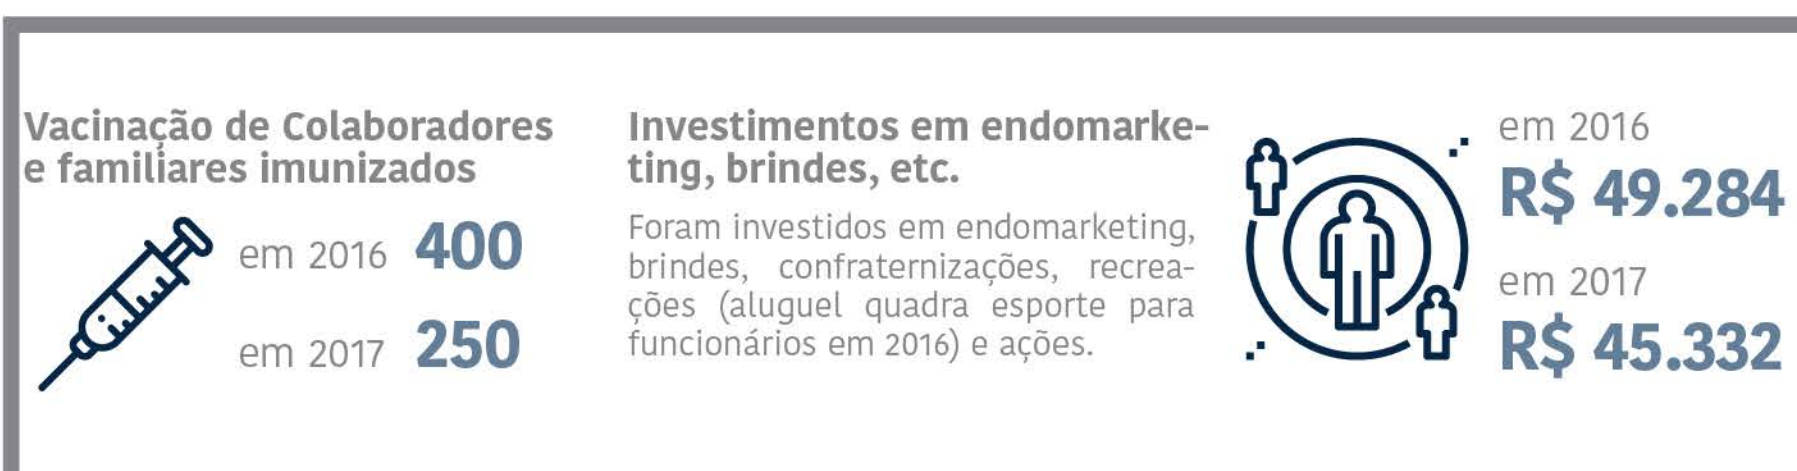 Vacinação de Colaboradores
e familiares imunizados
em 2016 400
em 2017 250
Investimentos em endomarke-
ting, brindes, etc.
Foram investidos em endomarketing,
brindes, confraternizações, recrea-
ções (aluguel quadra esporte para
funcionários em 2016) e ações.
em 2016
R$ 49.284
em 2017
R$ 45.332